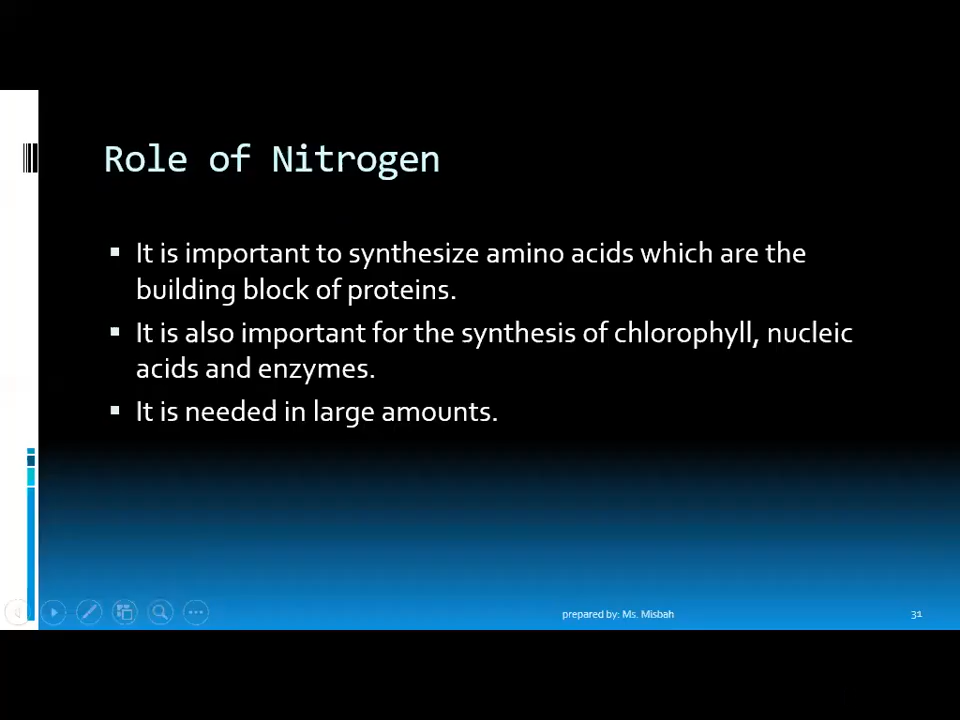 Role of Nitrogen
▪ It is important to synthesize amino acids which are the
building block of proteins.
▪ It is also important for the synthesis of chlorophyll, nucleic
acids and enzymes.
▪ It is needed in large amounts.
prepared by: Ms. Misbah
31